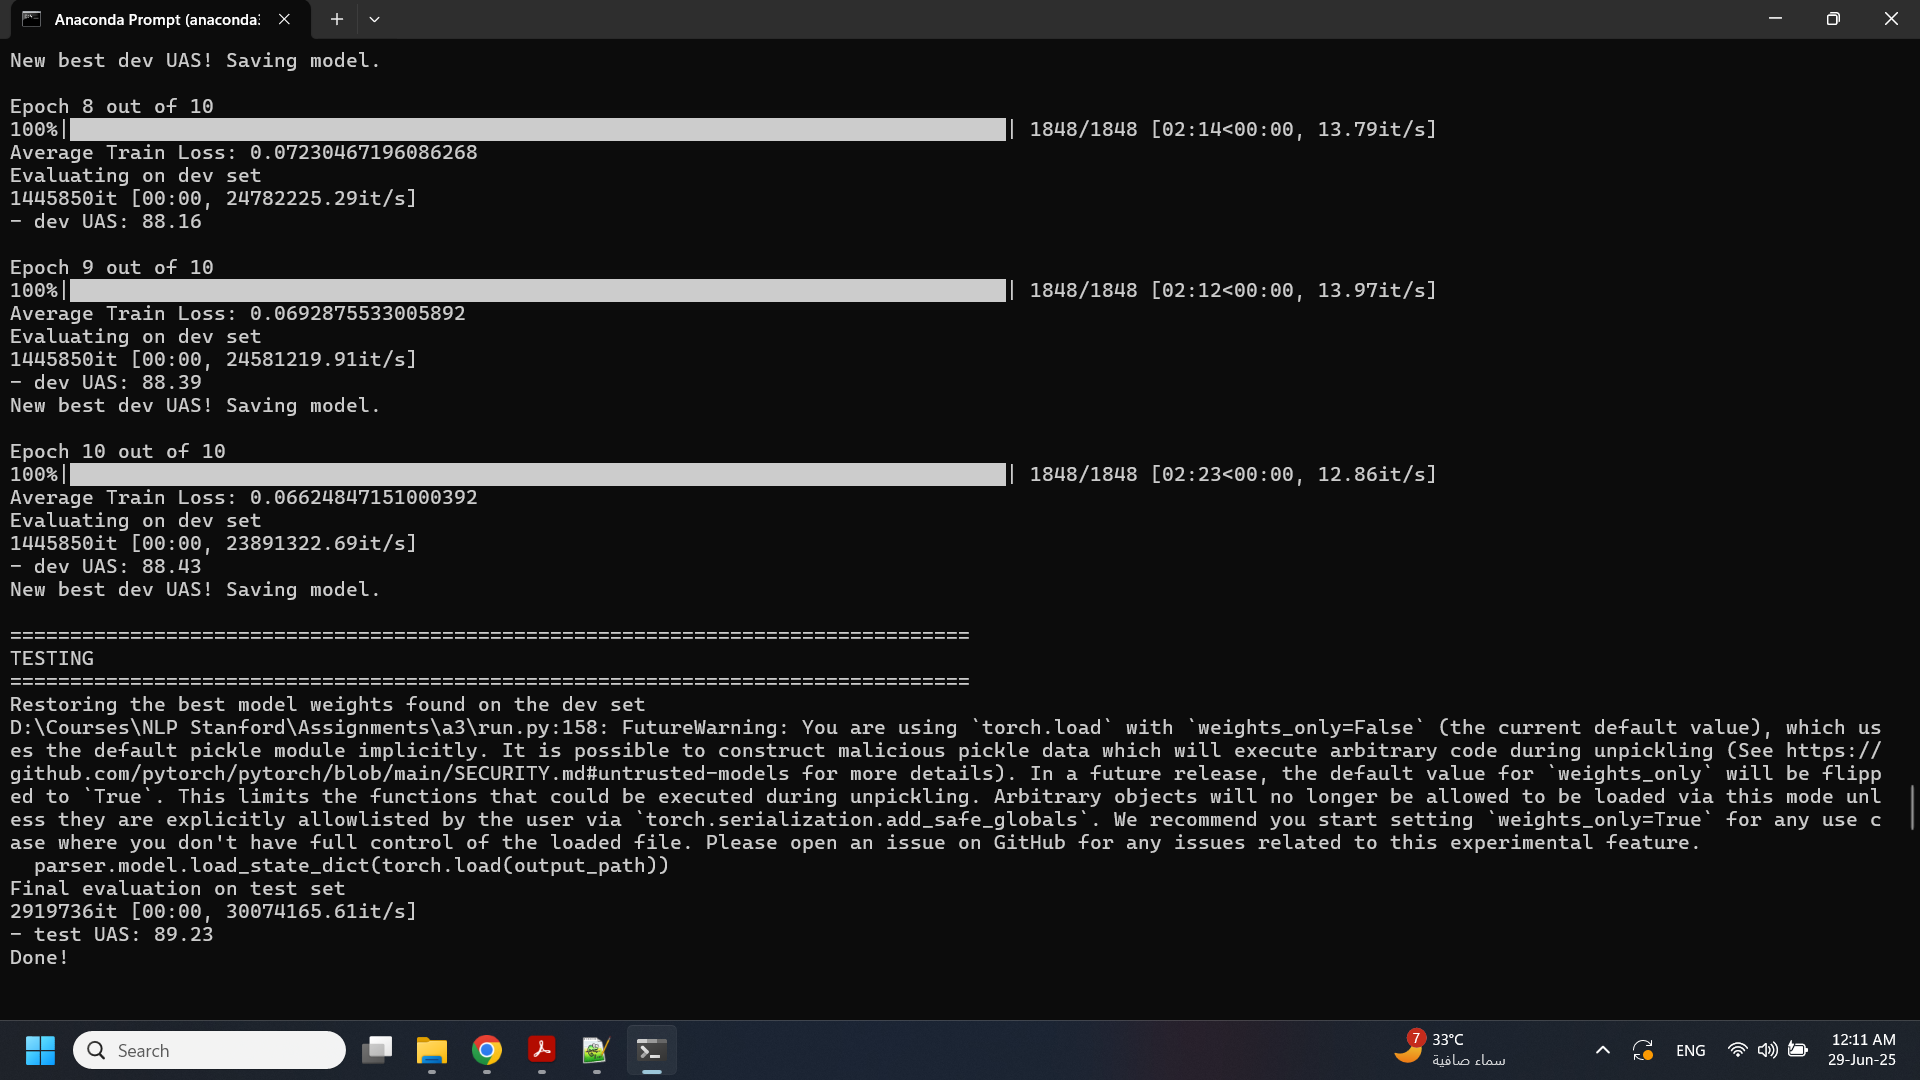 Anaconda Prompt (anaconda3
New best dev UAS! Saving model.
Epoch 8 out of 10
100%| | 1848/1848 [02:14<00:00, 13.79it/s]
Average Train Loss: 0.07230467196086268
Evaluating on dev set
1445850it [00:00, 24782225.29it/s]
- dev UAS: 88.16
Epoch 9 out of 10
100%| | 1848/1848 [02:12<00:00, 13.97it/s]
Average Train Loss: 0.0692875533005892
Evaluating on dev set
1445850it [00:00, 24581219.91it/s]
- dev UAS: 88.39
New best dev UAS! Saving model.
Epoch 10 out of 10
100%| | 1848/1848 [02:23<00:00, 12.86it/s]
Average Train Loss: 0.06624847151000392
Evaluating on dev set
1445850it [00:00, 23891322.69it/s]
- dev UAS: 88.43
New best dev UAS! Saving model.
================================================================================
TESTING
================================================================================
Restoring the best model weights found on the dev set
D:\Courses\NLP Stanford\Assignments\a3\run.py:158: FutureWarning: You are using `torch.load` with `weights_only=False` (the current default value), which us
es the default pickle module implicitly. It is possible to construct malicious pickle data which will execute arbitrary code during unpickling (See https://
github.com/pytorch/pytorch/blob/main/SECURITY.md#untrusted-models for more details). In a future release, the default value for `weights_only` will be flipp
ed to `True`. This limits the functions that could be executed during unpickling. Arbitrary objects will no longer be allowed to be loaded via this mode unl
ess they are explicitly allowlisted by the user via `torch.serialization.add_safe_globals`. We recommend you start setting `weights_only=True` for any use c
ase where you don't have full control of the loaded file. Please open an issue on GitHub for any issues related to this experimental feature.
parser.model.load_state_dict(torch.load(output_path))
Final evaluation on test set
2919736it [00:00, 30074165.61it/s]
- test UAS: 89.23
Done!
Search
7
33°C
سماء صافية
ENG
12:11 AM
29-Jun-25